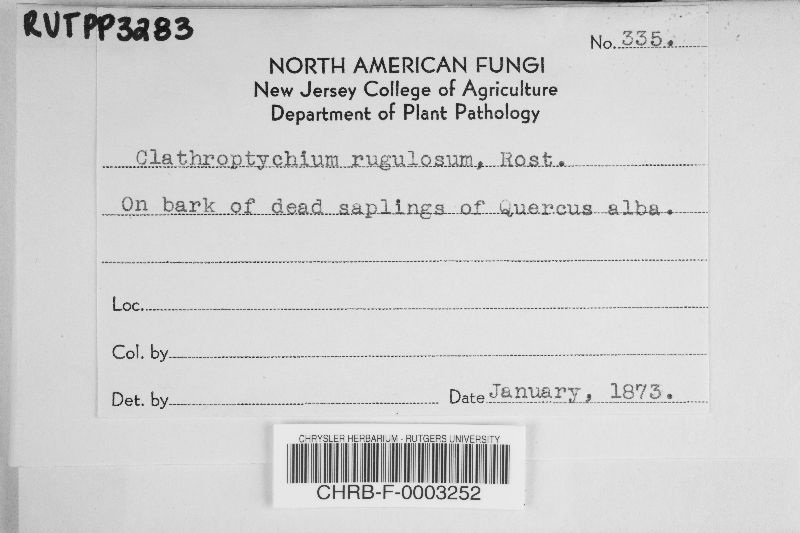 RUTPP3283
No. 335.
NORTH AMERICAN FUNGI
New Jersey College of Agriculture
Department of Plant Pathology
Clathroptychium rugulosum, Rost.
On bark of dead saplings of Quercus alba.
Loc.
Col. by
Det. by Date January, 1873.
CHRYSLER HERBARIUM - RUTGERS UNIVERSITY
CHRB-F-0003252